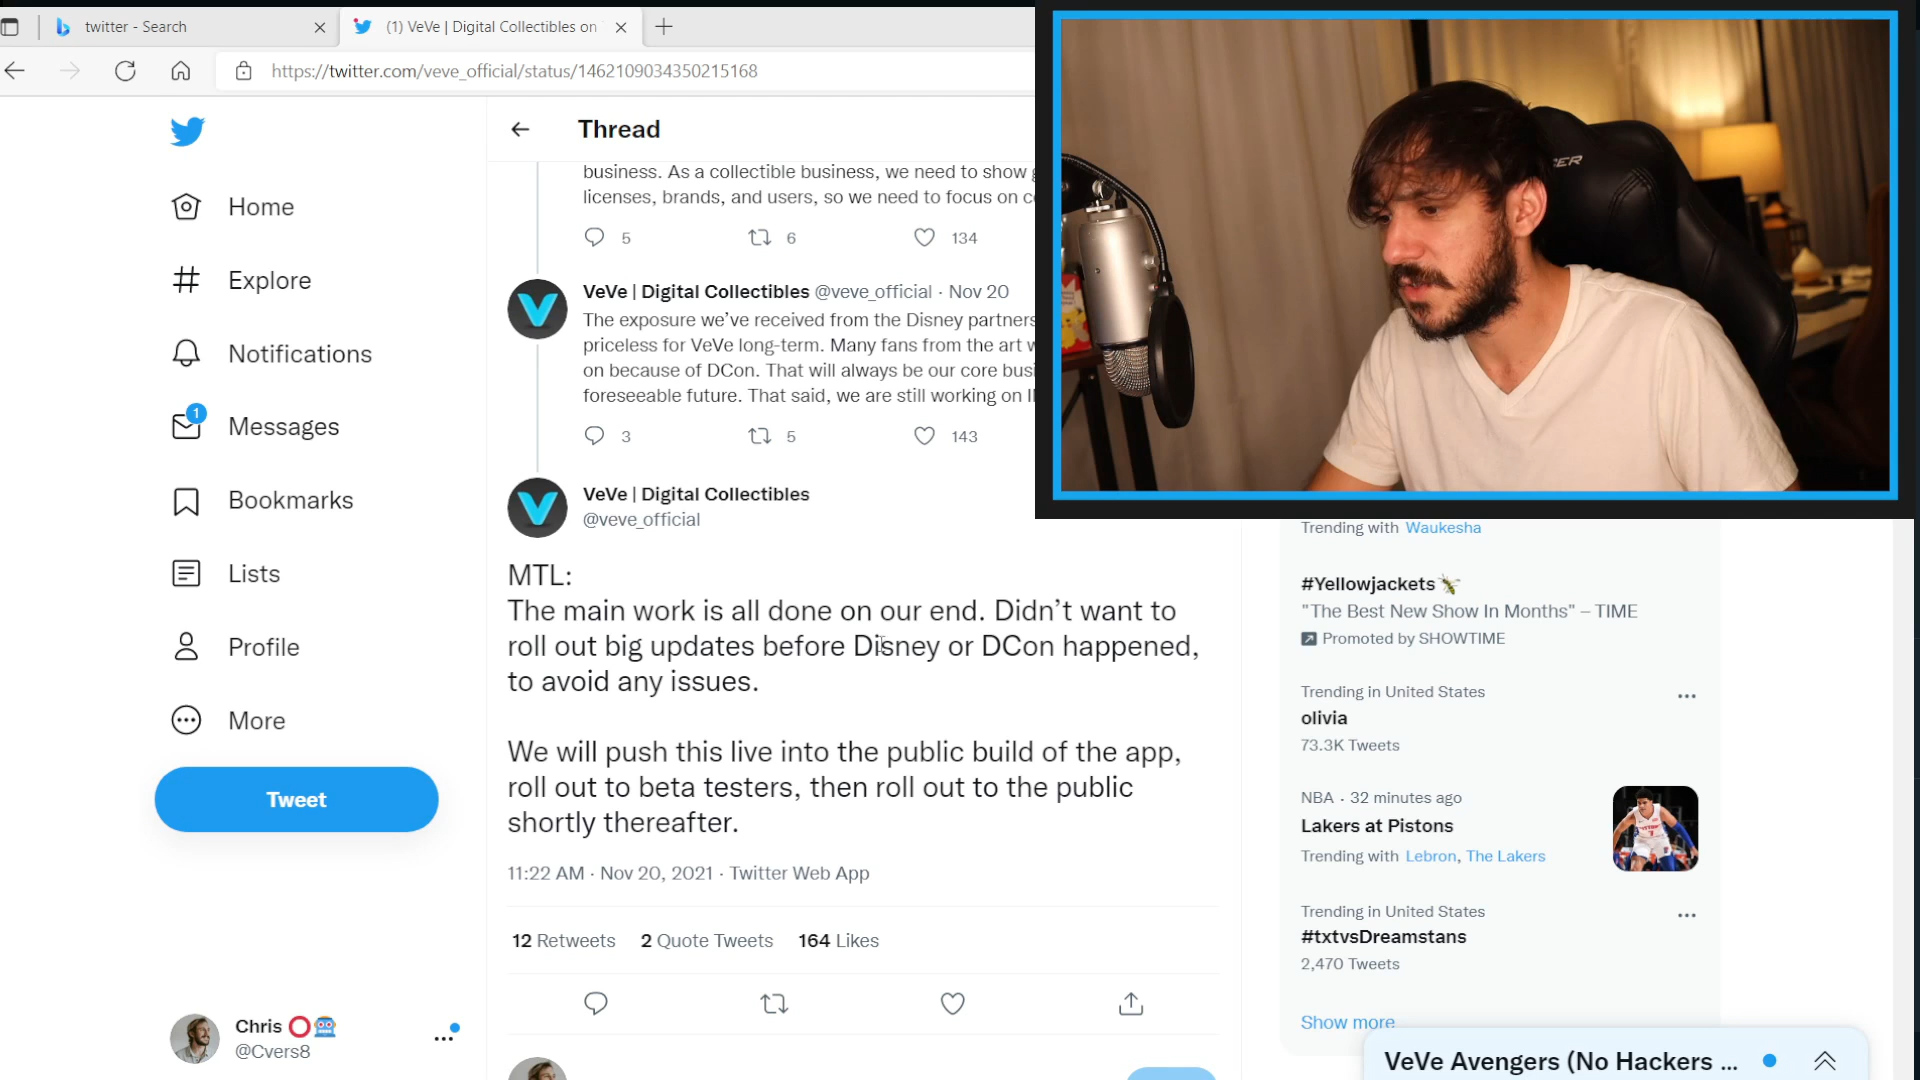 twitter - Search
(1) VeVe | Digital Collectibles on
https://twitter.com/veve_official/status/1462109034350215168
Home
Explore
Notifications
1
Messages
Bookmarks
Lists
Profile
More
Tweet
Chris
@Cvers8
Thread
business. As a collectible business, we need to show
licenses, brands, and users, so we need to focus on
5
6
134
VeVe | Digital Collectibles @veve_official · Nov 20
The exposure we’ve received from the Disney partners
priceless for VeVe long-term. Many fans from the art
on because of DCon. That will always be our core
foreseeable future. That said, we are still working on
3
5
143
VeVe | Digital Collectibles
@veve_official
MTL:
The main work is all done on our end. Didn’t want to
roll out big updates before Disney or DCon happened,
to avoid any issues.
We will push this live into the public build of the app,
roll out to beta testers, then roll out to the public
shortly thereafter.
11:22 AM · Nov 20, 2021 · Twitter Web App
12 Retweets 2 Quote Tweets 164 Likes
Trending with Waukesha
#Yellowjackets
"The Best New Show In Months" – TIME
Promoted by SHOWTIME
Trending in United States
olivia
73.3K Tweets
NBA · 32 minutes ago
Lakers at Pistons
Trending with Lebron, The Lakers
Trending in United States
#txtvsDreamstans
2,470 Tweets
Show more
VeVe Avengers (No Hackers ...